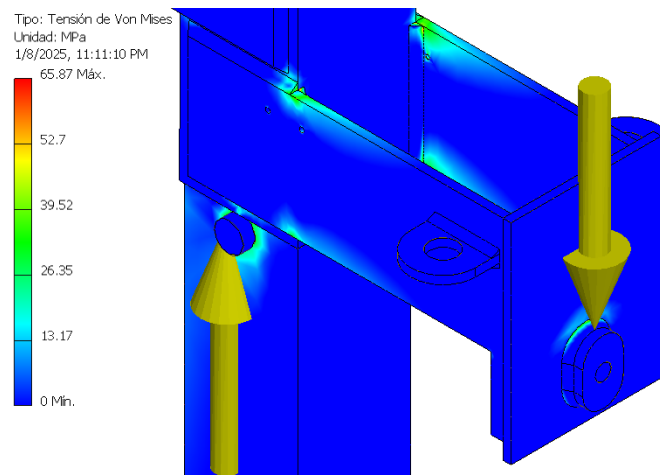 Tipo: Tensión de Von Mises
Unidad: MPa
1/8/2025, 11:11:10 PM
65.87 Máx.
52.7
39.52
26.35
13.17
0 Mín.